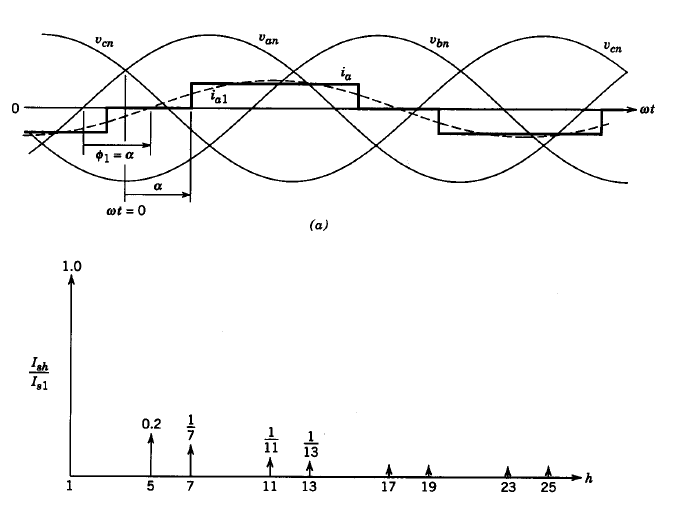 v_cn v_an v_bn v_cn
i_a
i_a1
0 ωt
ϕ_1 = α
α
ωt = 0
(a)
1.0
I_sh
I_s1
0.2 1/7 1/11 1/13
1 5 7 11 13 17 19 23 25 h